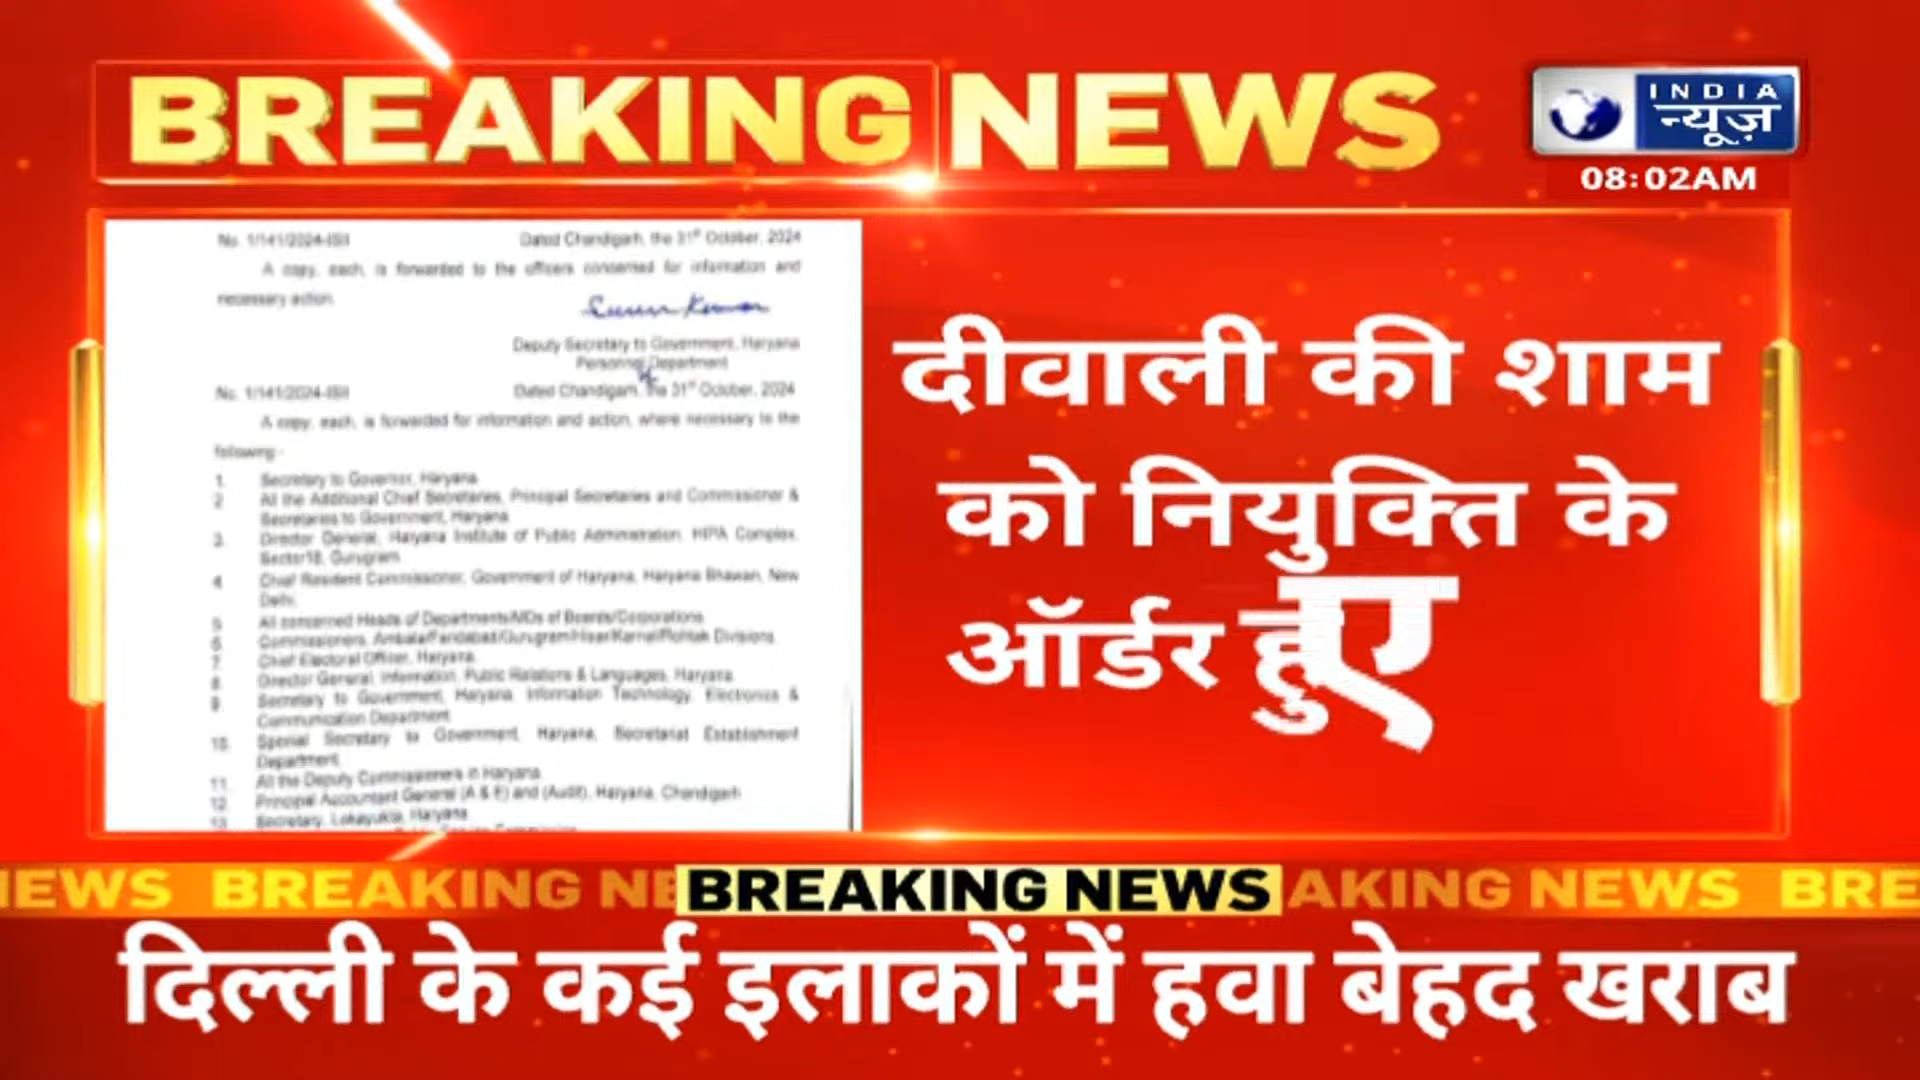 BREAKING NEWS
INDIA
न्यूज़
08:02AM
No. 1/141/2024-ISII Dated Chandigarh, the 31st October, 2024
A copy, each, is forwarded to the officers concerned for information and
necessary action.
Deputy Secretary to Government, Haryana
Personnel Department
No. 1/141/2024-ISII Dated Chandigarh, the 31st October, 2024
A copy, each, is forwarded for information and action, where necessary to the
following:-
1. Secretary to Governor, Haryana.
2. All the Additional Chief Secretaries, Principal Secretaries and Commissioner &
Secretaries to Government, Haryana
3. Director General, Haryana Institute of Public Administration, HIPA Complex,
Sector18, Gurugram
4. Chief Resident Commissioner, Government of Haryana, Haryana Bhawan, New
Delhi.
5. All concerned Heads of Departments/MDs of Boards/Corporations.
6. Commissioners, Ambala/Faridabad/Gurugram/Hisar/Karnal/Rohtak Divisions.
7. Chief Electoral Officer, Haryana.
8. Director General, Information, Public Relations & Languages, Haryana.
9. Secretary to Government, Haryana, Information Technology, Electronics &
Communication Department
10. Special Secretary to Government, Haryana, Secretariat Establishment
Department.
11. All the Deputy Commissioners in Haryana
12. Principal Accountant General (A & E) and (Audit), Haryana, Chandigarh
13. Secretary, Lokayukta, Haryana
दीवाली की शाम
को नियुक्ति के
ऑर्डर हुए
NEWS BREAKING NE BREAKING NEWS AKING NEWS BRE
दिल्ली के कई इलाकों में हवा बेहद खराब